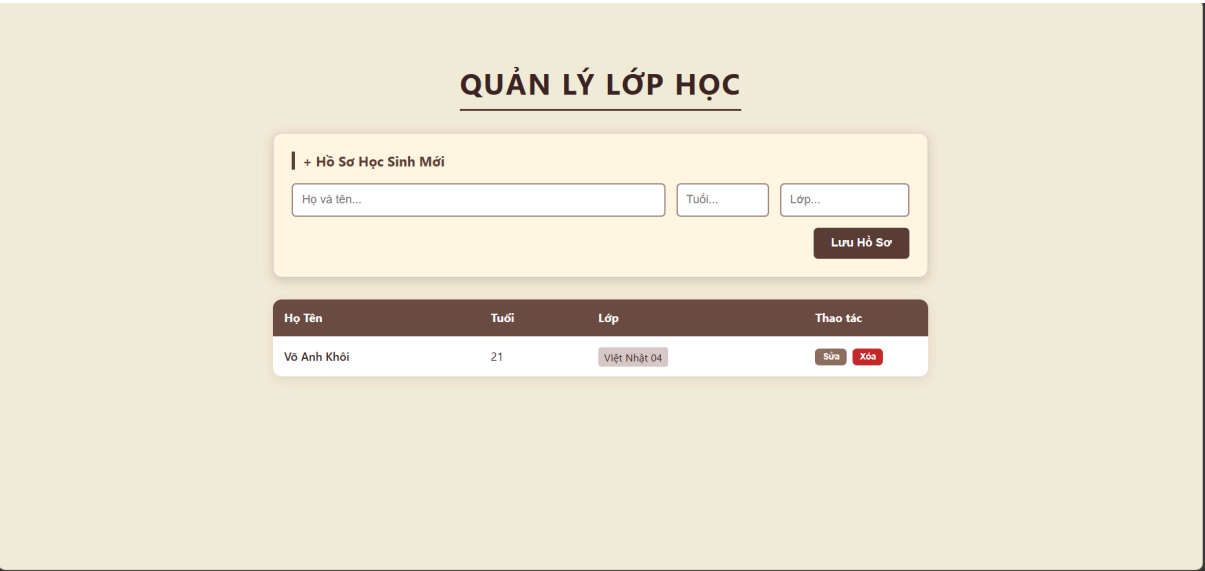 QUẢN LÝ LỚP HỌC
+ Hồ Sơ Học Sinh Mới
Họ và tên... Tuổi... Lớp...
Lưu Hồ Sơ
Họ Tên Tuổi Lớp Thao tác
Võ Anh Khôi 21 Việt Nhật 04 Sửa Xóa